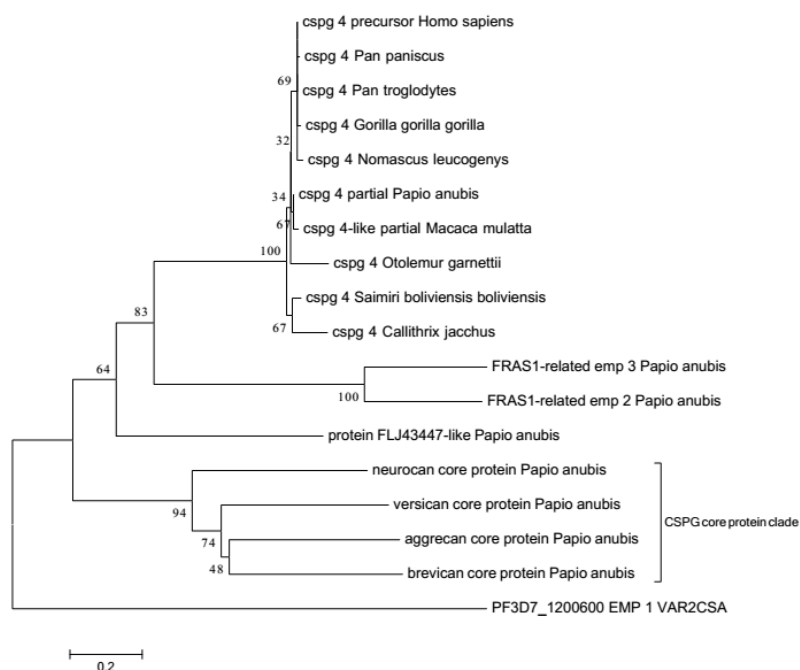 cspg 4 precursor Homo sapiens
cspg 4 Pan paniscus
69
cspg 4 Pan troglodytes
cspg 4 Gorilla gorilla gorilla
32
cspg 4 Nomascus leucogenys
34
cspg 4 partial Papio anubis
67
cspg 4-like partial Macaca mulatta
100
cspg 4 Otolemur garnettii
cspg 4 Saimiri boliviensis boliviensis
83
67
cspg 4 Callithrix jacchus
64
FRAS1-related emp 3 Papio anubis
100
FRAS1-related emp 2 Papio anubis
protein FLJ43447-like Papio anubis
neurocan core protein Papio anubis
94
versican core protein Papio anubis
CSPG core protein clade
74
aggrecan core protein Papio anubis
48
brevican core protein Papio anubis
PF3D7_1200600 EMP 1 VAR2CSA
0.2